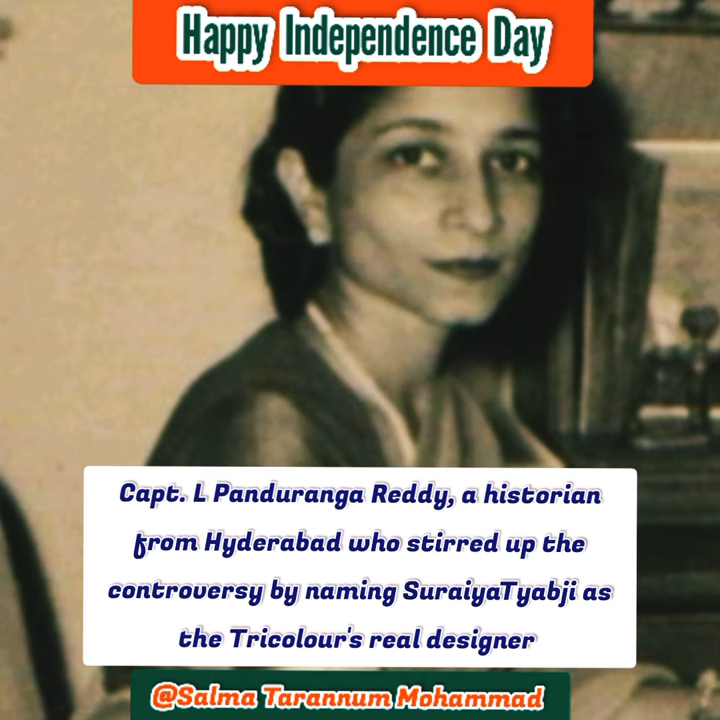 Happy Independence Day
Capt. L Panduranga Reddy, a historian
from Hyderabad who stirred up the
controversy by naming SuraiyaTyabji as
the Tricolour's real designer
@Salma Tarannum Mohammad